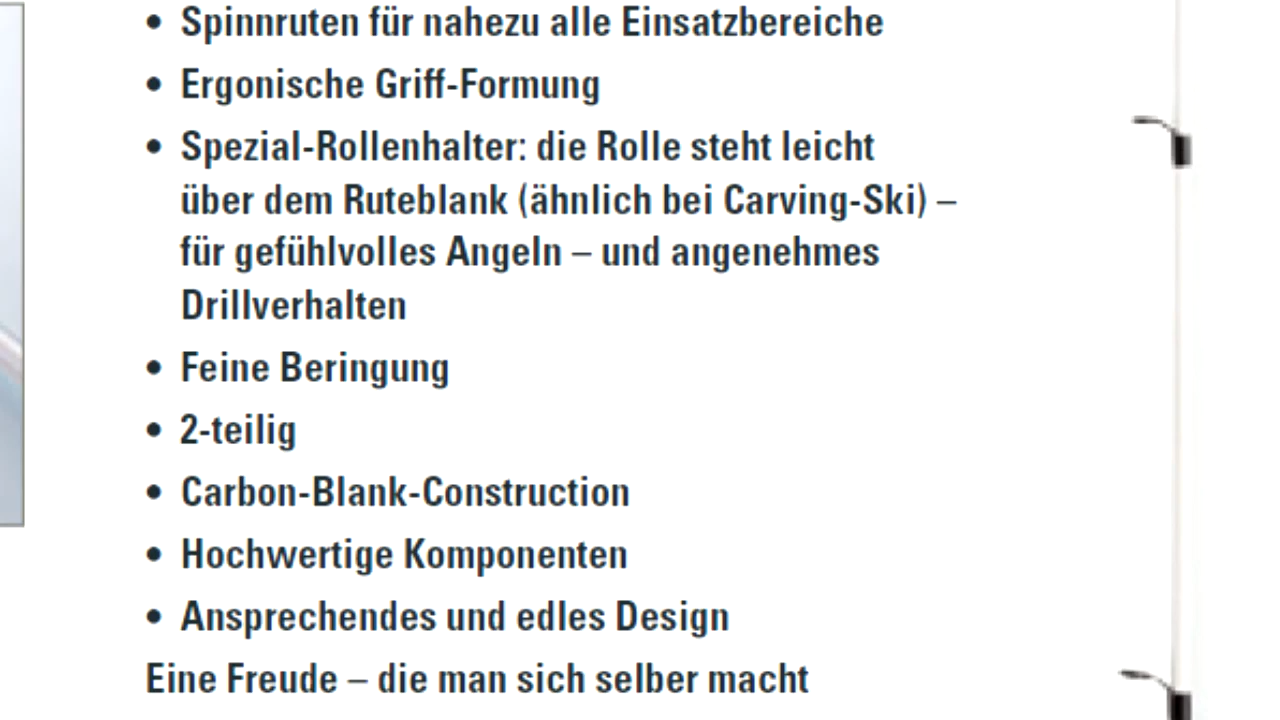 • Spinnruten für nahezu alle Einsatzbereiche
• Ergonische Griff-Formung
• Spezial-Rollenhalter: die Rolle steht leicht
über dem Ruteblank (ähnlich bei Carving-Ski) –
für gefühlvolles Angeln – und angenehmes
Drillverhalten
• Feine Beringung
• 2-teilig
• Carbon-Blank-Construction
• Hochwertige Komponenten
• Ansprechendes und edles Design
Eine Freude – die man sich selber macht